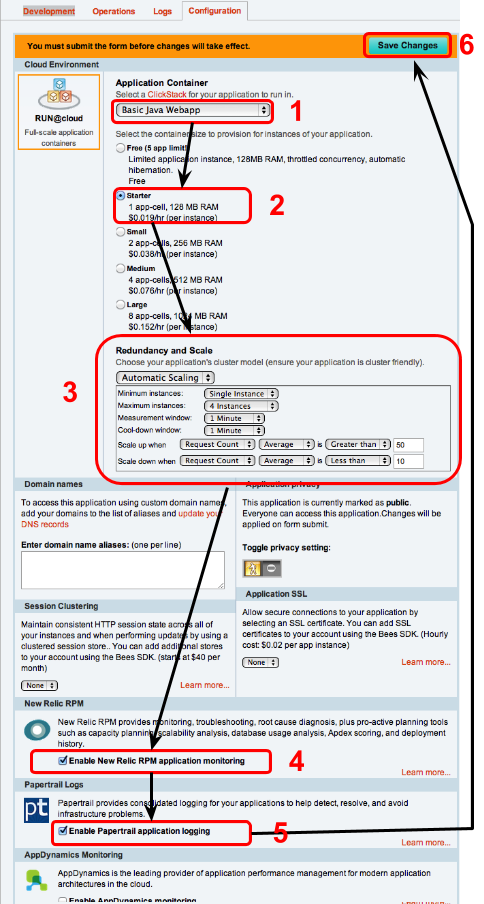 Development Operations Logs Configuration
You must submit the form before changes will take effect. Save Changes 6
Cloud Environment
RUN@cloud
Full-scale application
containers
Application Container
Select a ClickStack for your application to run in.
Basic Java Webapp 1
Select the container size to provision for instances of your application.
Free (5 app limit)
Limited application instance, 128MB RAM, throttled concurrency, automatic
hibernation.
Free
Starter
1 app-cell, 128 MB RAM 2
$0.019/hr (per instance)
Small
2 app-cells, 256 MB RAM
$0.038/hr (per instance)
Medium
4 app-cells, 512 MB RAM
$0.076/hr (per instance)
Large
8 app-cells, MB RAM
$0.152/hr (per instance)
Redundancy and Scale
Choose your application's cluster model (ensure your application is cluster friendly).
3 Automatic Scaling
Minimum instances: Single Instance
Maximum instances: 4 Instances
Measurement window: 1 Minute
Cool-down window: 1 Minute
Scale up when Request Count Average is Greater than 50
Scale down when Request Count Average is Less than 10
Domain names
To access this application using custom domain names,
add your domains to the list of aliases and update your
DNS records
Enter domain name aliases: (one per line)
Application privacy
This application is currently marked as public.
Everyone can access this application.Changes will be
applied on form submit.
Toggle privacy setting:
Session Clustering
Maintain consistent HTTP session state across all of
your instances and when performing updates by using a
clustered session store.. You can add additional stores
to your account using the Bees SDK. (starts at $40 per
month)
None Learn more...
Application SSL
Allow secure connections to your application by
selecting an SSL certificate. You can add SSL
certificates to your account using the Bees SDK. (Hourly
cost: $0.02 per app instance)
None Learn more...
New Relic RPM
New Relic RPM provides monitoring, troubleshooting, root cause diagnosis, plus pro-active planning tools
such as capacity planning, scalability analysis, database usage analysis, Apdex scoring, and deployment
history.
Enable New Relic RPM application monitoring 4
Learn more...
Papertrail Logs
pt
Papertrail provides consolidated logging for your applications to help detect, resolve, and avoid
infrastructure problems.
Enable Papertrail application logging 5
Learn more...
AppDynamics Monitoring
AppDynamics is the leading provider of application performance management for modern application
architectures in the cloud.
Enable AppDynamics monitoring
Learn more...